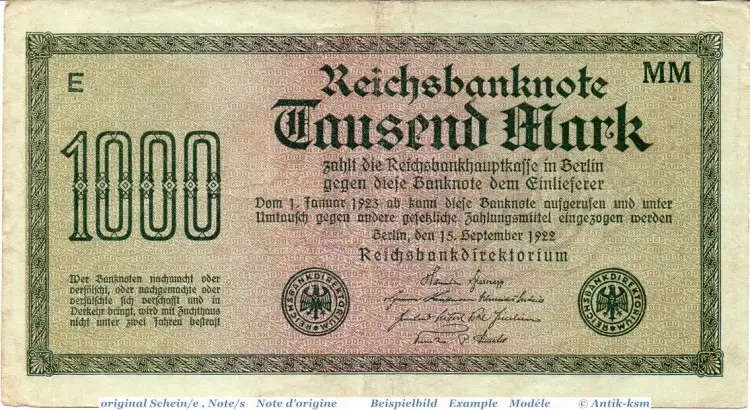 E
MM
Reichsbanknote
1000
Tausend Mark
zahlt die Reichsbankhauptkasse in Berlin
gegen diese Banknote dem Einlieferer
Vom 1. Januar 1923 ab kann diese Banknote aufgerufen und unter
Umtausch gegen andere gesetzliche Zahlungsmittel eingezogen werden
Berlin, den 15. September 1922
Reichsbankdirektorium
Wer Banknoten nachmacht oder
verfälscht, oder nachgemachte oder
verfälschte sich verschafft und in
Verkehr bringt, wird mit Zuchthaus
nicht unter zwei Jahren bestraft
REICHSBANKDIREKTORIUM
REICHSBANKDIREKTORIUM
original Schein/e , Note/s Note d'origine Beispielbild Example Modéle © Antik-ksm